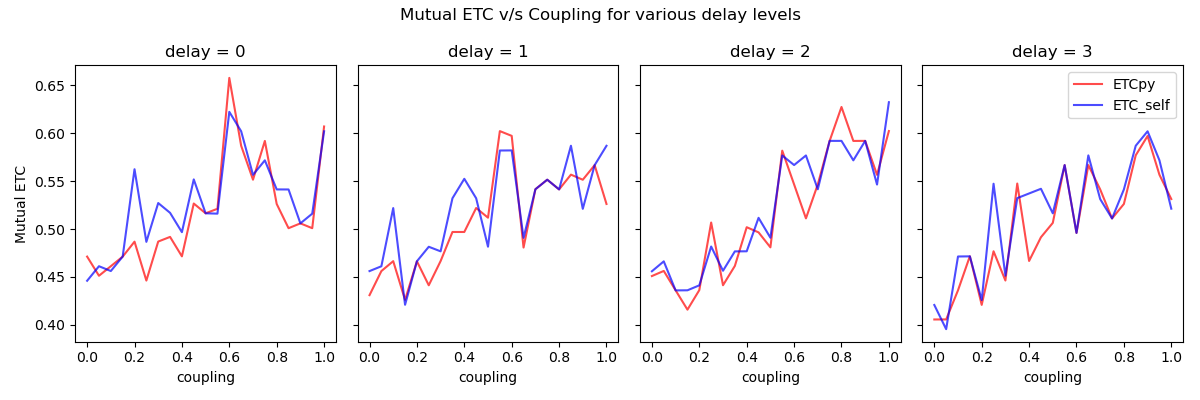 Mutual ETC v/s Coupling for various delay levels
delay = 0
delay = 1
delay = 2
delay = 3
Mutual ETC
0.65
0.60
0.55
0.50
0.45
0.40
0.0 0.2 0.4 0.6 0.8 1.0
coupling
0.0 0.2 0.4 0.6 0.8 1.0
coupling
0.0 0.2 0.4 0.6 0.8 1.0
coupling
ETCpy
ETC_self
0.0 0.2 0.4 0.6 0.8 1.0
coupling